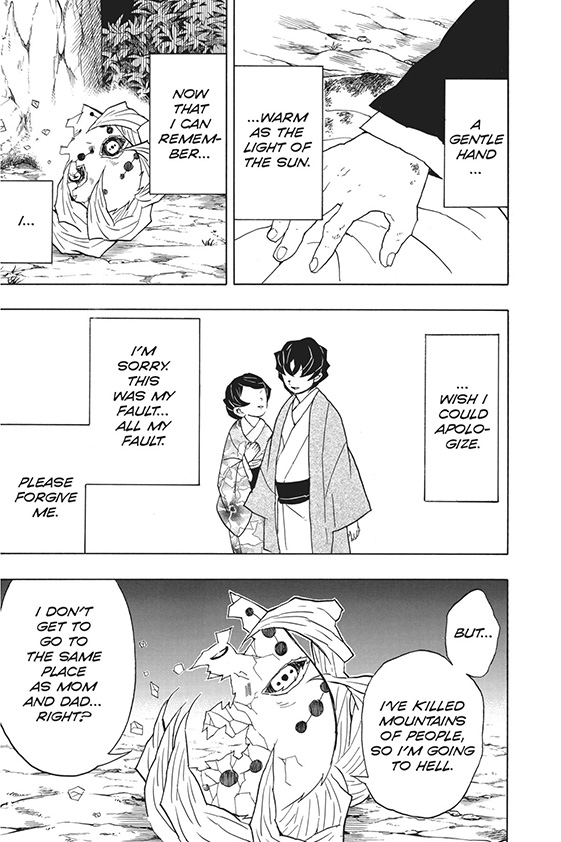 A
GENTLE
HAND
...
...WARM
AS THE
LIGHT
OF THE
SUN.
NOW
THAT
I CAN
REMEM-
BER...
I...
...
WISH I
COULD
APOLO-
GIZE.
I'M
SORRY.
THIS
WAS MY
FAULT...
ALL MY
FAULT.
PLEASE
FORGIVE
ME.
BUT...
I'VE KILLED
MOUNTAINS
OF PEOPLE,
SO I'M GOING
TO HELL.
I DON'T
GET TO
GO TO
THE SAME
PLACE
AS MOM
AND DAD...
RIGHT?